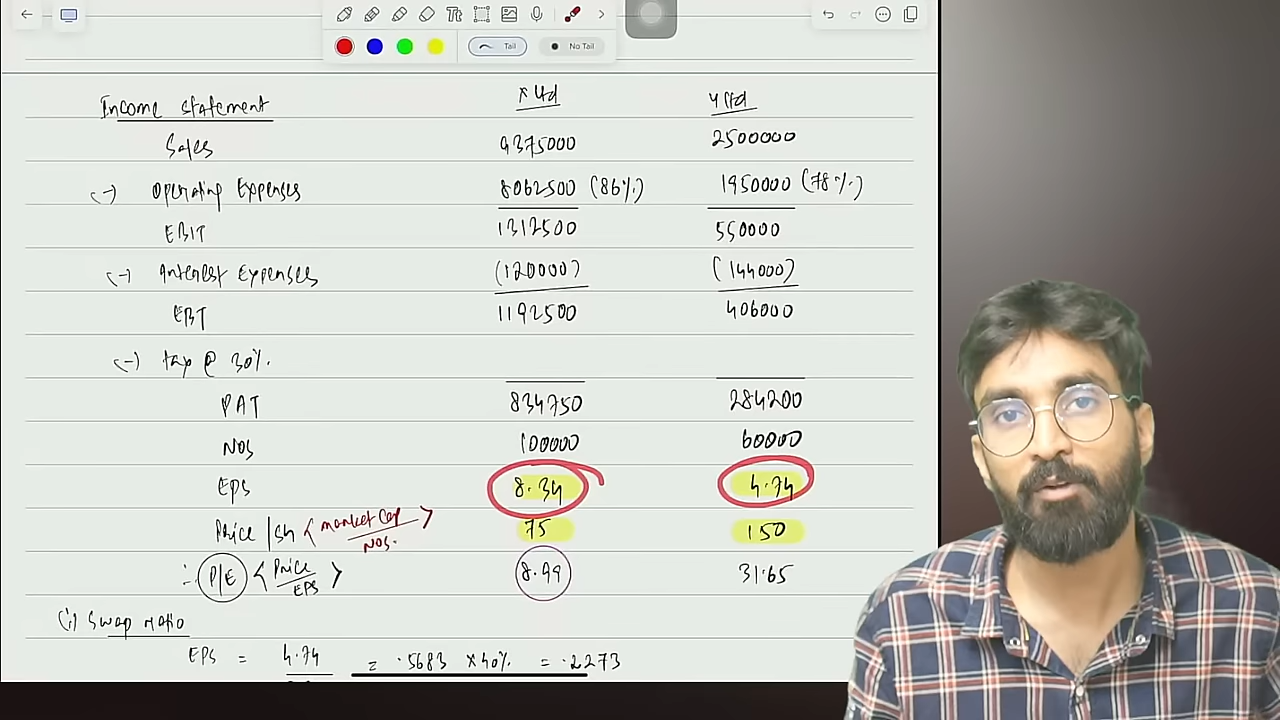 Tail No Tail
Income statement X Ltd Y Ltd
Sales 9375000 2500000
(-) Operating Expenses 8062500 (86%) 1950000 (78%)
EBIT 1312500 550000
(-) Interest Expenses (120000) (144000)
EBT 1192500 406000
(-) Tax @ 30%.
PAT 834750 284200
NOS 100000 60000
EPS 8.34 4.74
Price /Sh < Market Cap / NOS. > 75 150
∴ P/E < Price / EPS > 8.99 31.65
(i) Swap Ratio
EPS = 4.74 = .5683 x 40% = .2273